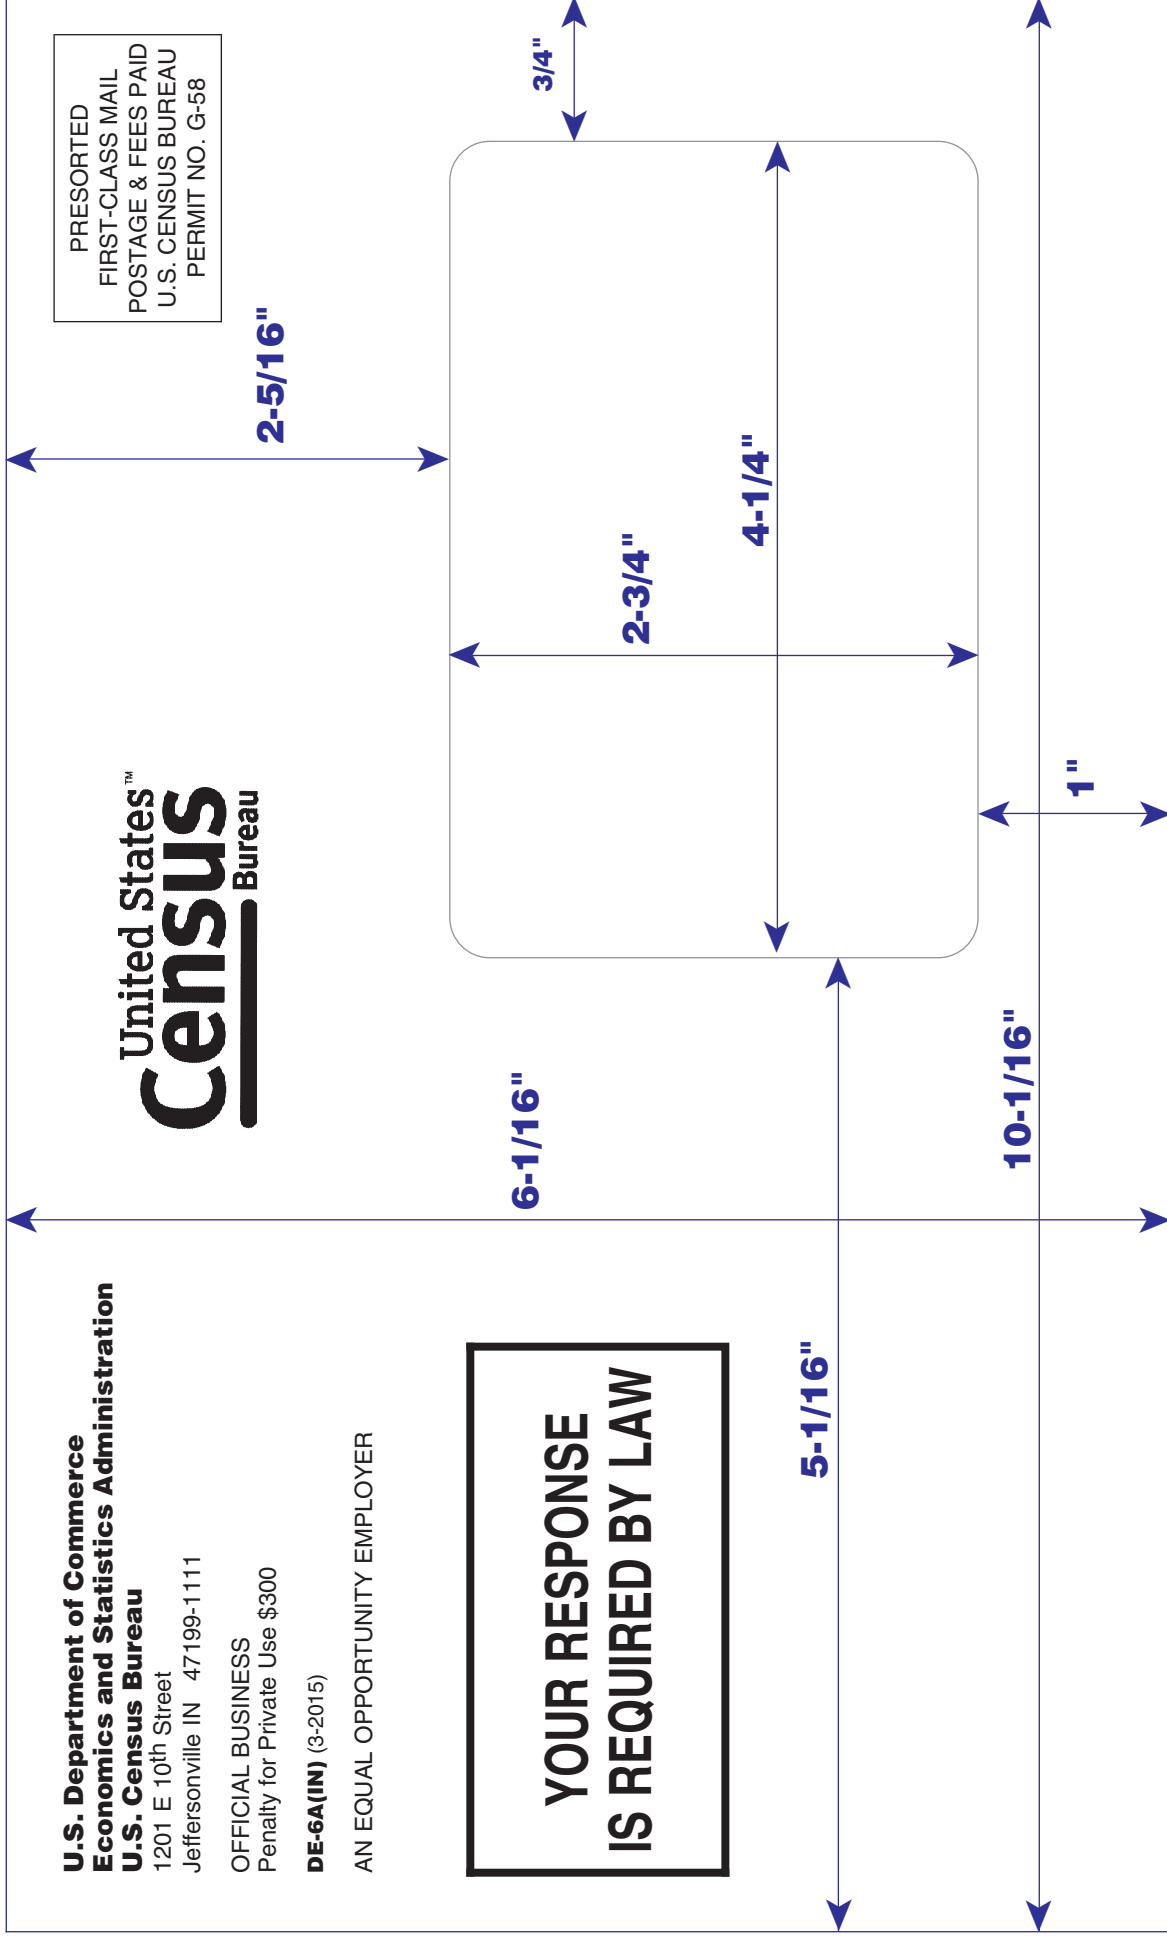 U.S. Department of Commerce
Economics and Statistics Administration
U.S. Census Bureau
1201 E 10th Street
Jeffersonville IN 47199-1111
OFFICIAL BUSINESS
Penalty for Private Use $300
DE-6A(IN) (3-2015)
AN EQUAL OPPORTUNITY EMPLOYER
United States™
Census
Bureau
PRESORTED
FIRST-CLASS MAIL
POSTAGE & FEES PAID
U.S. CENSUS BUREAU
PERMIT NO. G-58
2-5/16"
YOUR RESPONSE
IS REQUIRED BY LAW
6-1/16"
3/4"
2-3/4"
4-1/4"
5-1/16"
10-1/16"
1"